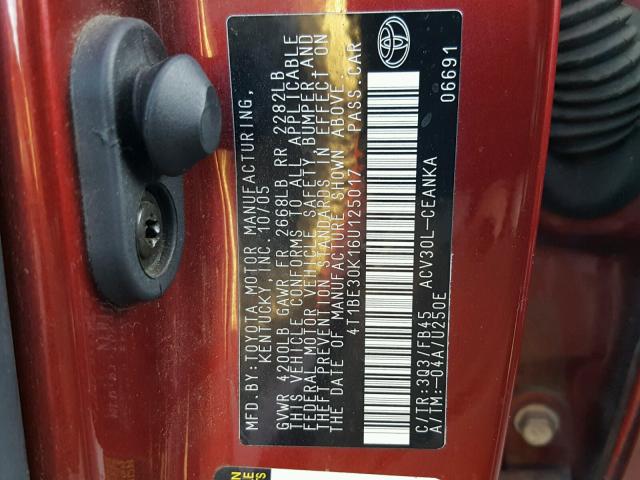 MFD.BY:TOYOTA MOTOR MANUFACTURING,
KENTUCKY, INC. 10/05
GVWR 4200LB GAWR FR 2668LB RR 2282LB
THIS VEHICLE CONFORMS TO ALL APPLICABLE
FEDERAL MOTOR VEHICLE SAFETY, BUMPER AND
THEFT PREVENTION STANDARDS IN EFFECT ON
THE DATE OF MANUFACTURE SHOWN ABOVE.
4T1BE30K16U125017 PASS.CAR
C/TR:3Q3/FB45 ACV30L-CEANKA
A/TM:-04A/U250E 06691